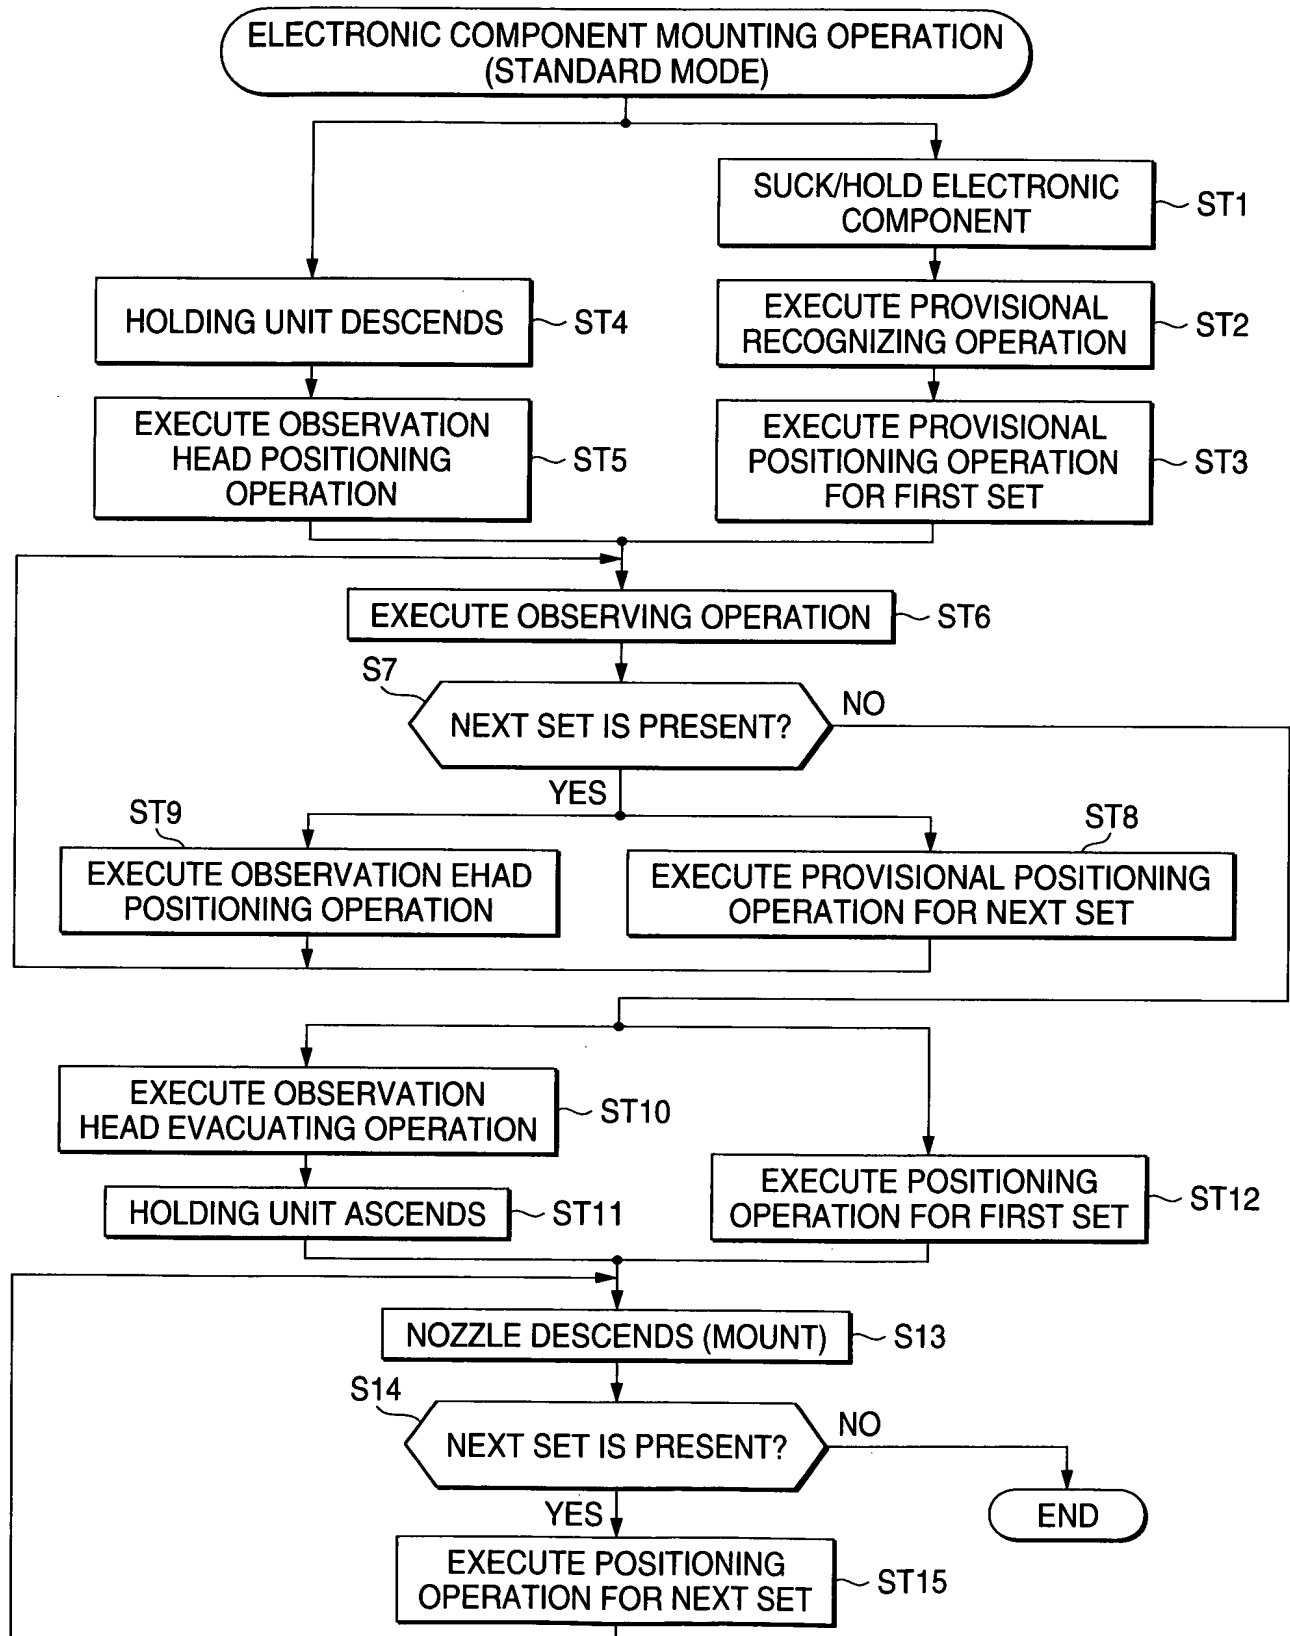 ELECTRONIC COMPONENT MOUNTING OPERATION
(STANDARD MODE)
SUCK/HOLD ELECTRONIC
COMPONENT
ST1
HOLDING UNIT DESCENDS
ST4
EXECUTE PROVISIONAL
RECOGNIZING OPERATION
ST2
EXECUTE OBSERVATION
HEAD POSITIONING
OPERATION
ST5
EXECUTE PROVISIONAL
POSITIONING OPERATION
FOR FIRST SET
ST3
EXECUTE OBSERVING OPERATION
ST6
S7
NEXT SET IS PRESENT?
NO
YES
ST9
EXECUTE OBSERVATION EHAD
POSITIONING OPERATION
ST8
EXECUTE PROVISIONAL POSITIONING
OPERATION FOR NEXT SET
EXECUTE OBSERVATION
HEAD EVACUATING OPERATION
ST10
HOLDING UNIT ASCENDS
ST11
EXECUTE POSITIONING
OPERATION FOR FIRST SET
ST12
NOZZLE DESCENDS (MOUNT)
S13
S14
NEXT SET IS PRESENT?
NO
YES
END
EXECUTE POSITIONING
OPERATION FOR NEXT SET
ST15